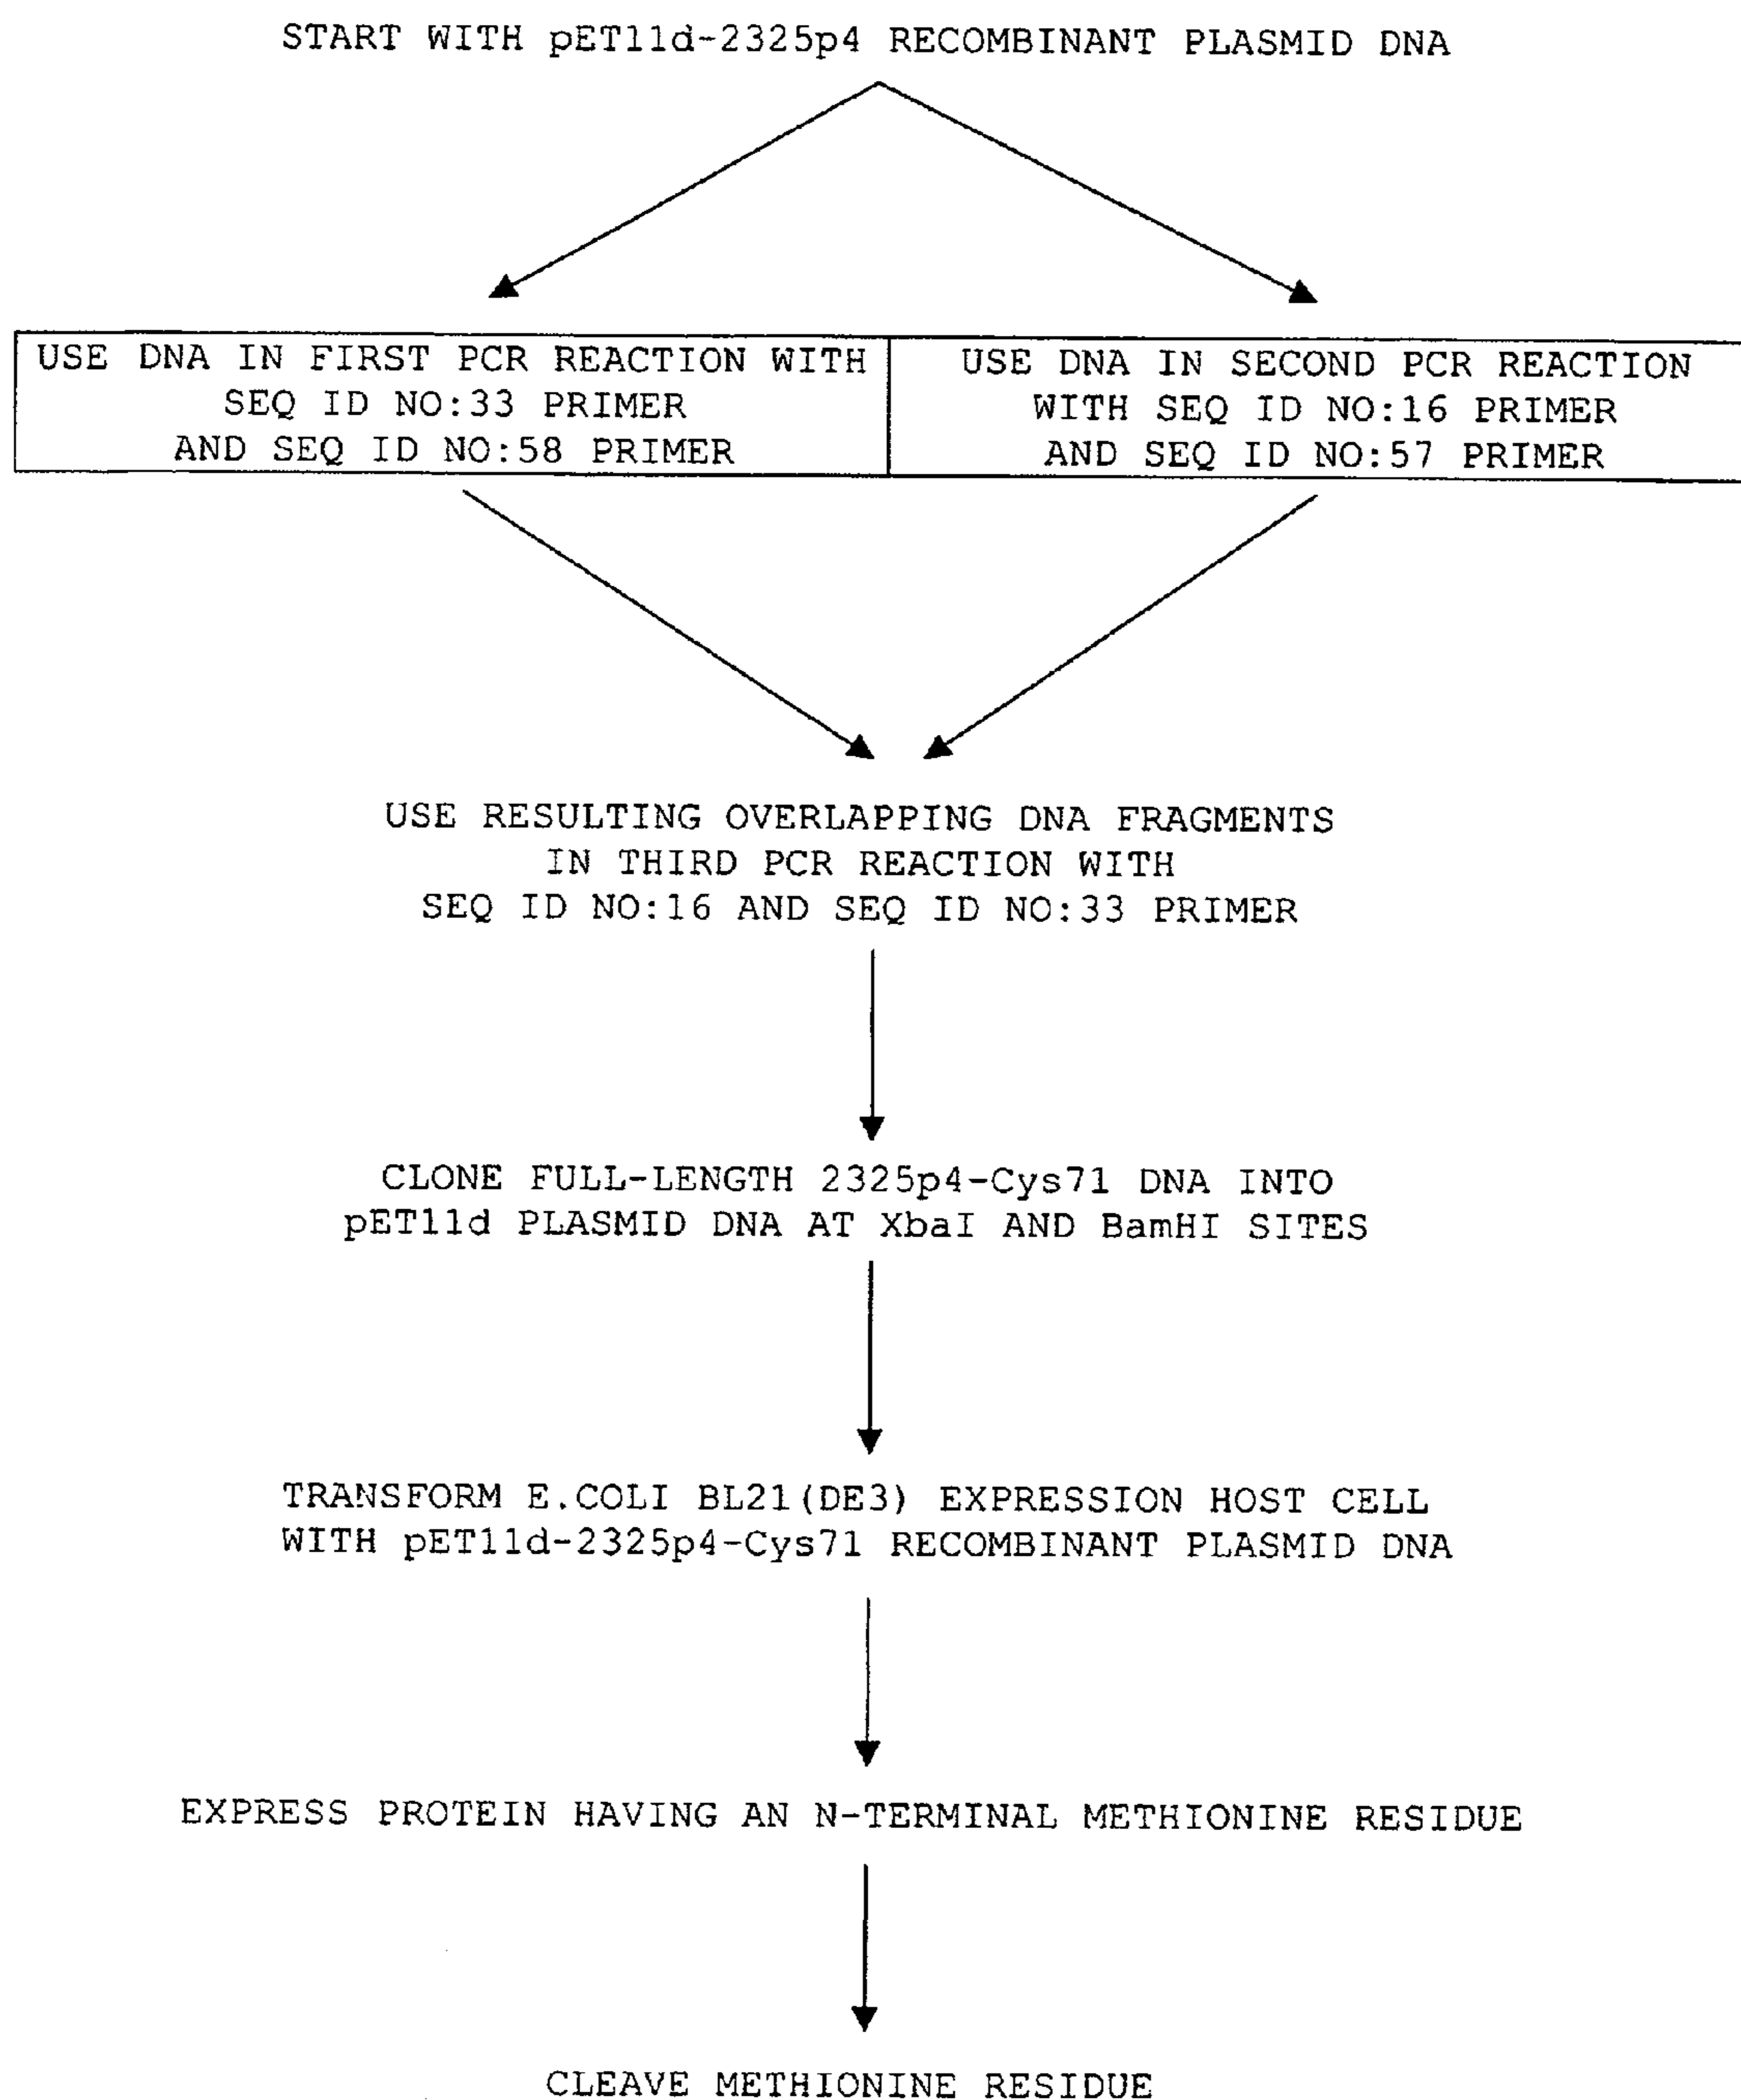 START WITH pET11d-2325p4 RECOMBINANT PLASMID DNA
USE DNA IN FIRST PCR REACTION WITH
SEQ ID NO:33 PRIMER
AND SEQ ID NO:58 PRIMER
USE DNA IN SECOND PCR REACTION
WITH SEQ ID NO:16 PRIMER
AND SEQ ID NO:57 PRIMER
USE RESULTING OVERLAPPING DNA FRAGMENTS
IN THIRD PCR REACTION WITH
SEQ ID NO:16 AND SEQ ID NO:33 PRIMER
CLONE FULL-LENGTH 2325p4-Cys71 DNA INTO
pET11d PLASMID DNA AT XbaI AND BamHI SITES
TRANSFORM E.COLI BL21(DE3) EXPRESSION HOST CELL
WITH pET11d-2325p4-Cys71 RECOMBINANT PLASMID DNA
EXPRESS PROTEIN HAVING AN N-TERMINAL METHIONINE RESIDUE
CLEAVE METHIONINE RESIDUE